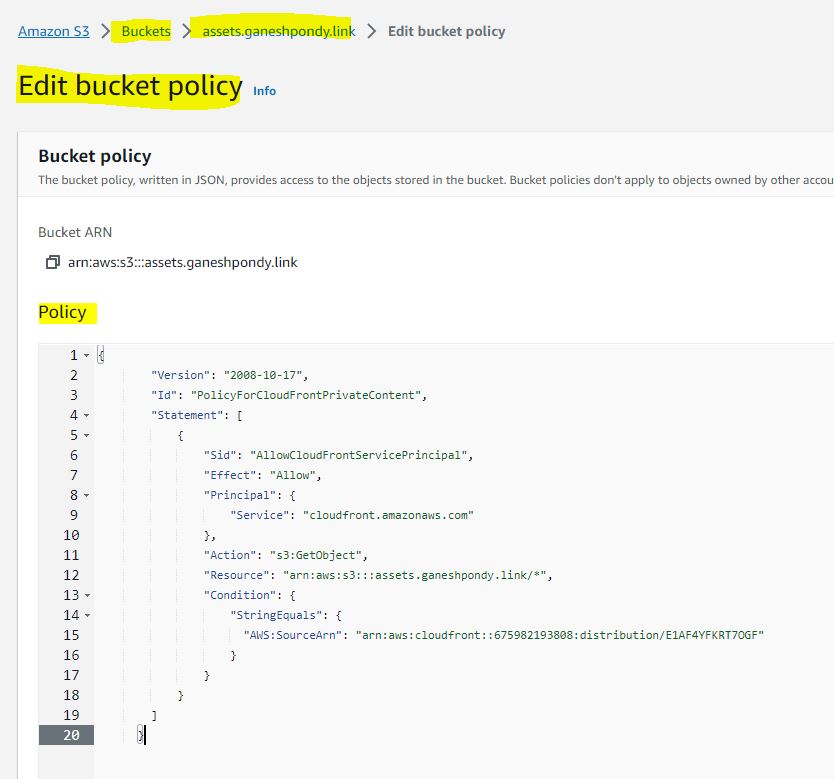 Amazon S3 > Buckets > assets.ganeshpondy.link > Edit bucket policy
Edit bucket policy Info
Bucket policy
The bucket policy, written in JSON, provides access to the objects stored in the bucket. Bucket policies don't apply to objects owned by other accou
Bucket ARN
arn:aws:s3:::assets.ganeshpondy.link
Policy
1 {
2 "Version": "2008-10-17",
3 "Id": "PolicyForCloudFrontPrivateContent",
4 "Statement": [
5 {
6 "Sid": "AllowCloudFrontServicePrincipal",
7 "Effect": "Allow",
8 "Principal": {
9 "Service": "cloudfront.amazonaws.com"
10 },
11 "Action": "s3:GetObject",
12 "Resource": "arn:aws:s3:::assets.ganeshpondy.link/*",
13 "Condition": {
14 "StringEquals": {
15 "AWS:SourceArn": "arn:aws:cloudfront::675982193808:distribution/E1AF4YFKRT7OGF"
16 }
17 }
18 }
19 ]
20 }